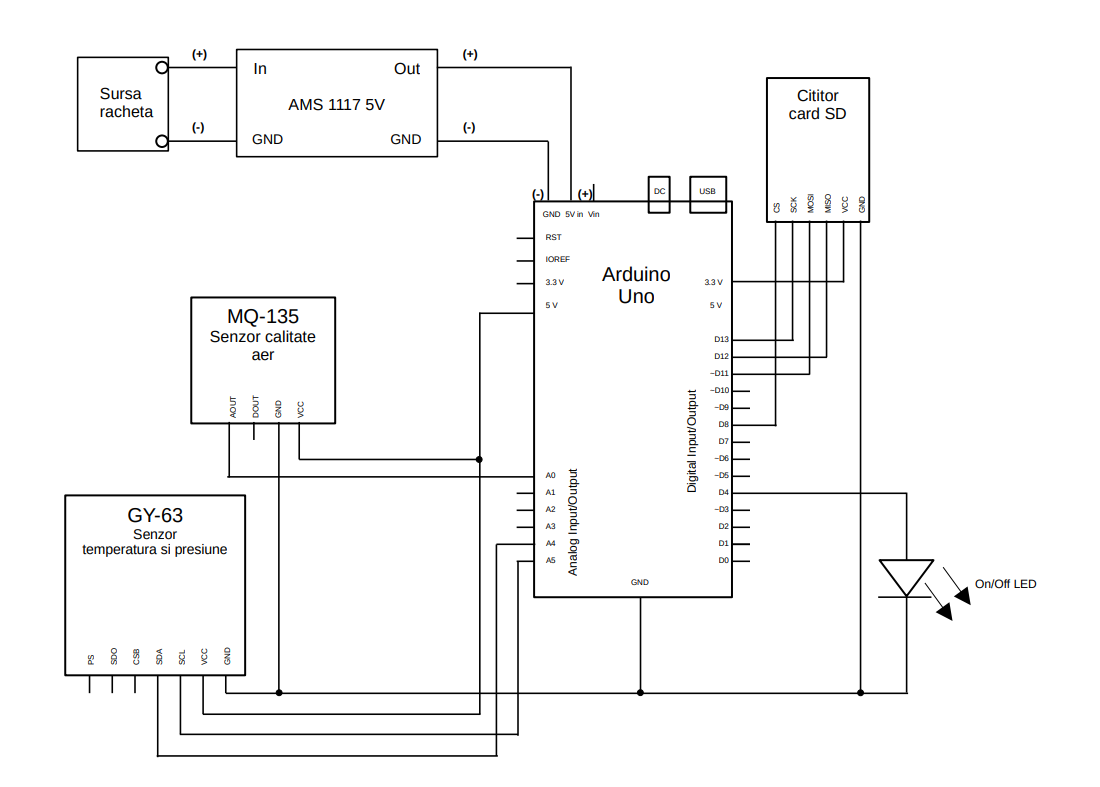 (+)
(+)
Sursa
racheta
In
Out
AMS 1117 5V
(-)
(-)
GND
GND
Cititor
card SD
CS
SCK
MOSI
MISO
VCC
GND
(-)
(+)
DC
USB
GND 5V in Vin
RST
IOREF
3.3 V
5 V
Arduino
Uno
3.3 V
5 V
D13
D12
~D11
~D10
~D9
D8
D7
~D6
~D5
D4
~D3
D2
D1
D0
Digital Input/Output
A0
A1
A2
A3
A4
A5
Analog Input/Output
GND
MQ-135
Senzor calitate
aer
AOUT
DOUT
GND
VCC
GY-63
Senzor
temperatura si presiune
PS
SDO
CSB
SDA
SCL
VCC
GND
On/Off LED